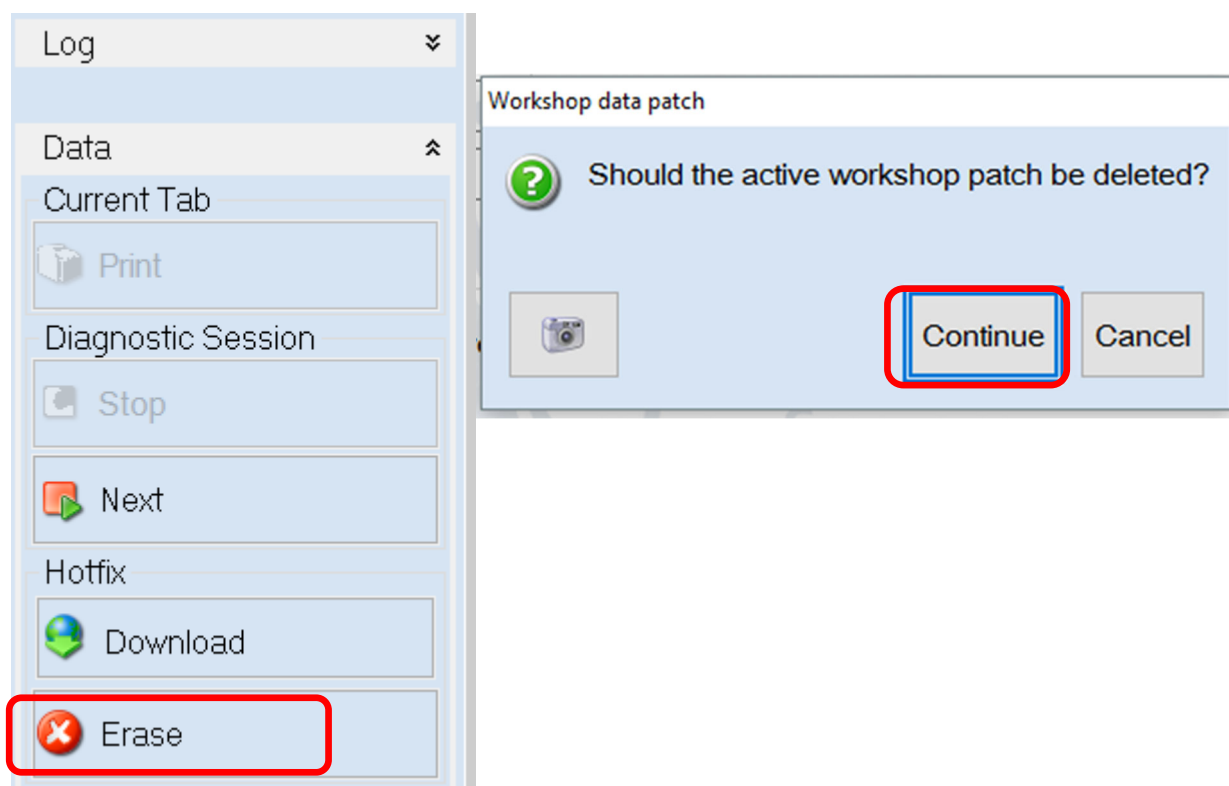 Log
Data
Current Tab
Print
Diagnostic Session
Stop
Next
Hotfix
Download
Erase
Workshop data patch
Should the active workshop patch be deleted?
Continue
Cancel